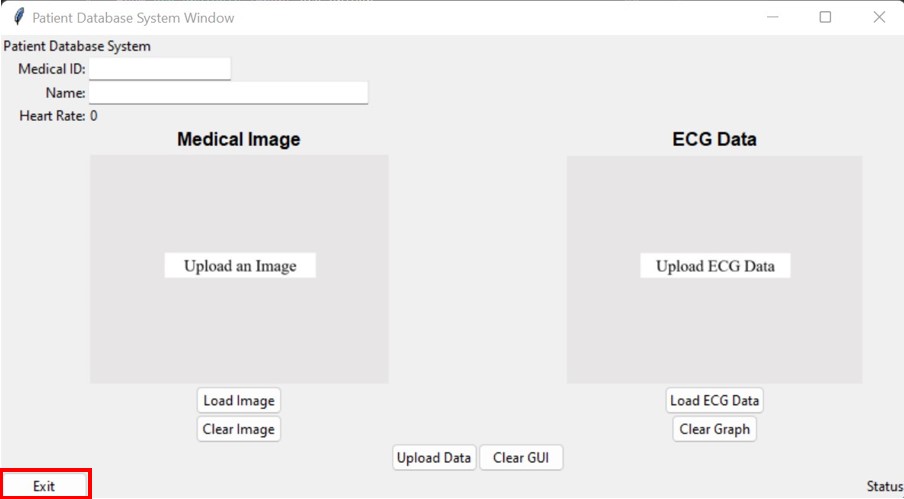 Patient Database System Window
Patient Database System
Medical ID:
Name:
Heart Rate: 0
Medical Image
ECG Data
Upload an Image
Upload ECG Data
Load Image
Load ECG Data
Clear Image
Clear Graph
Upload Data
Clear GUI
Exit
Status